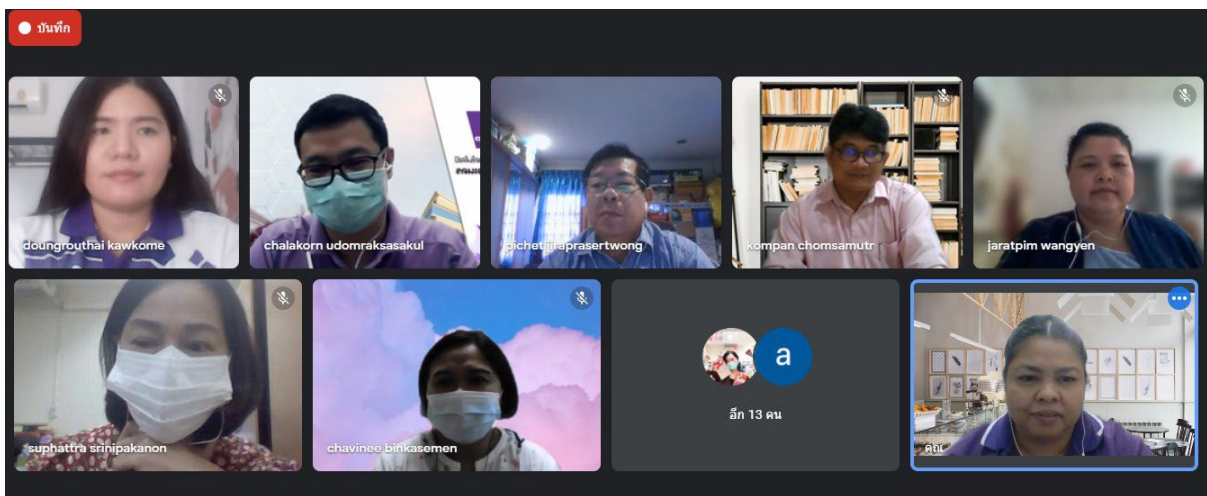 บันทึก
doungrouthai kawkome
chalakorn udomraksasakul
pichet jiraprasertwong
kompan chomsamutr
jaratpim wangyen
suphattra srinipakanon
chavinee binkasemen
a
อีก 13 คน
คุณ